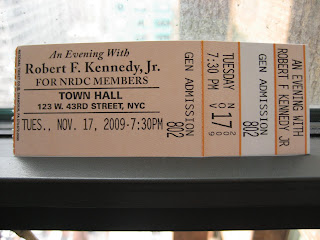 An Evening With
Robert F. Kennedy, Jr.
FOR NRDC MEMBERS
TOWN HALL
123 W. 43RD STREET, NYC
TUES., NOV. 17, 2009-7:30PM
GEN ADMISSION
802
TUESDAY
7:30 PM
NOV
17
2009
GEN ADMISSION
802
AN EVENING WITH
ROBERT F. KENNEDY JR